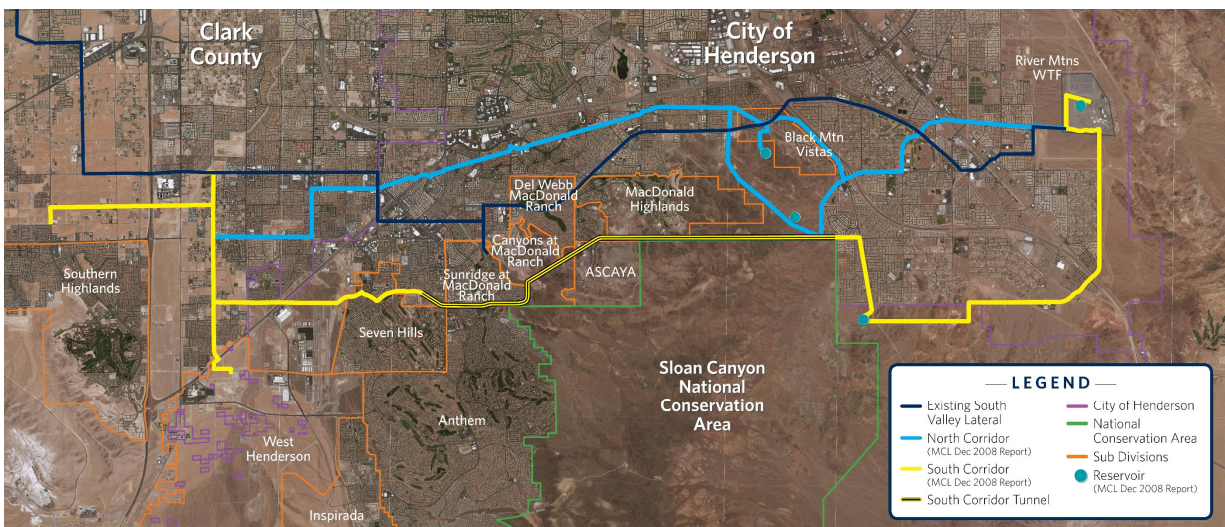 Clark
County
City of
Henderson
River Mtns
WTF
Black Mtn
Vistas
Del Webb
MacDonald
Ranch
MacDonald
Highlands
Canyons at
MacDonald
Ranch
Sunridge at
MacDonald
Ranch
ASCAYA
Southern
Highlands
Seven Hills
Sloan Canyon
National
Conservation
Area
Anthem
West
Henderson
Inspirada
LEGEND
Existing South
Valley Lateral
North Corridor
(MCL Dec 2008 Report)
South Corridor
(MCL Dec 2008 Report)
South Corridor Tunnel
City of Henderson
National
Conservation Area
Sub Divisions
Reservoir
(MCL Dec 2008 Report)